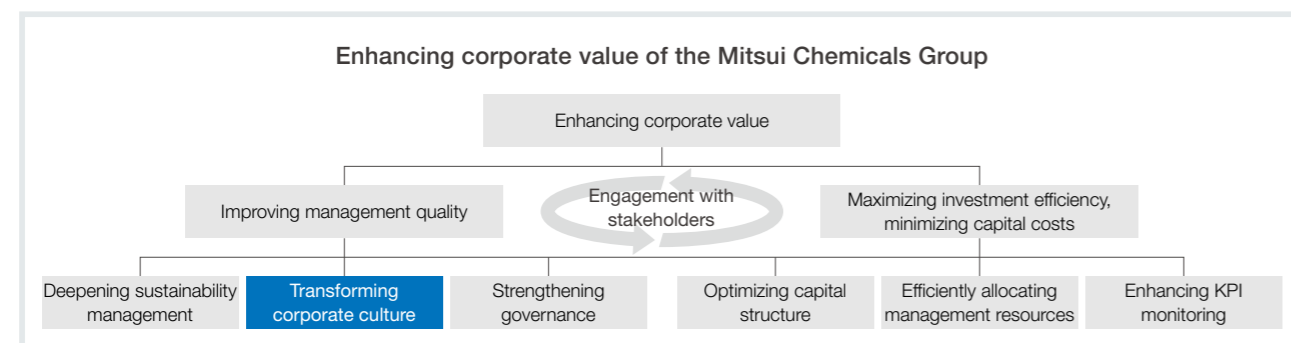 Enhancing corporate value of the Mitsui Chemicals Group
Enhancing corporate value
Improving management quality
Engagement with
stakeholders
Maximizing investment efficiency,
minimizing capital costs
Deepening sustainability
management
Transforming
corporate culture
Strengthening
governance
Optimizing capital
structure
Efficiently allocating
management resources
Enhancing KPI
monitoring